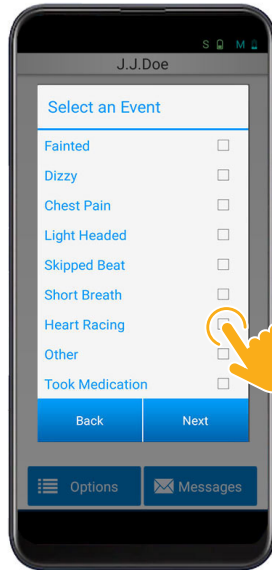 S M
J.J.Doe
Select an Event
Fainted
Dizzy
Chest Pain
Light Headed
Skipped Beat
Short Breath
Heart Racing
Other
Took Medication
Back Next
Options Messages